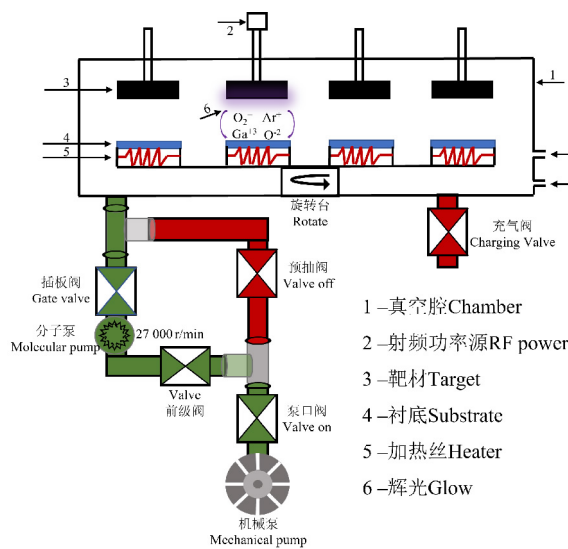 2
1
3
6
O₂⁻ Ar⁻
Ga⁺³ O⁻²
4
5
旋转台
Rotate
充气阀
Charging Valve
插板阀
Gate valve
预抽阀
Valve off
分子泵
Molecular pump
27 000 r/min
Valve
前级阀
泵口阀
Valve on
机械泵
Mechanical pump
1 –真空腔Chamber
2 –射频功率源RF power
3 –靶材Target
4 –衬底Substrate
5 –加热丝Heater
6 –辉光Glow